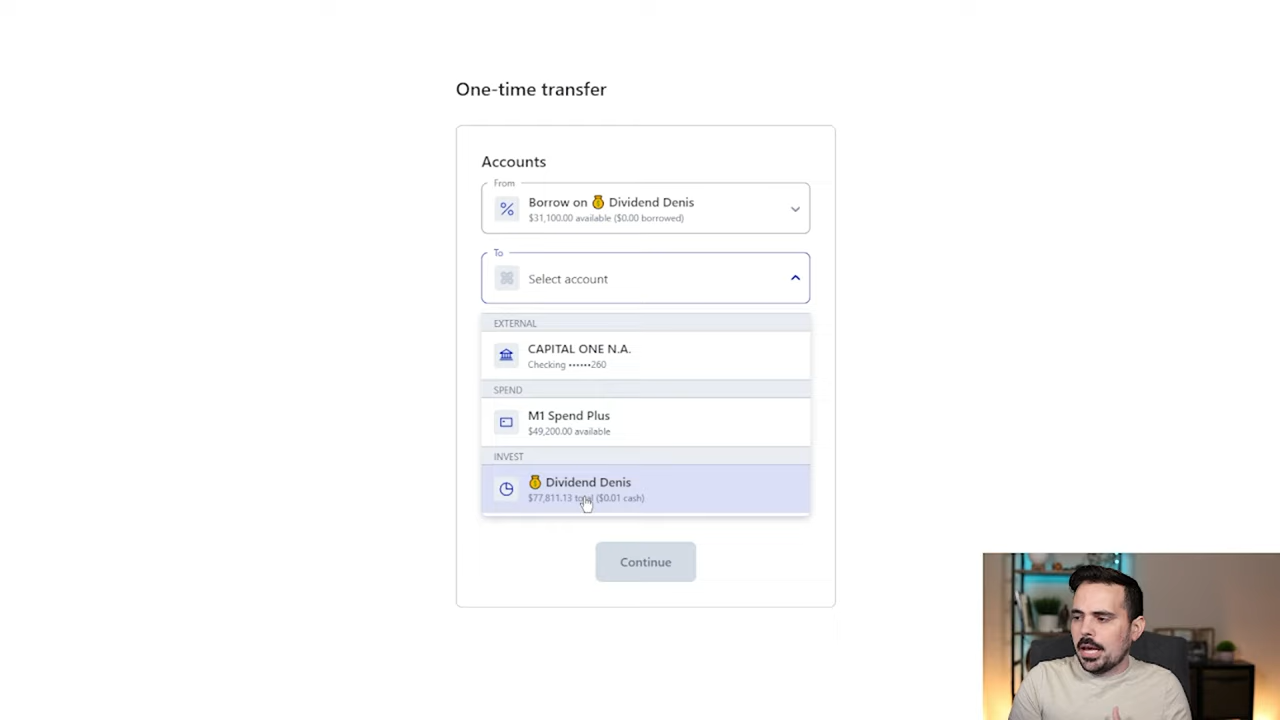 One-time transfer
Accounts
From
Borrow on 💰 Dividend Denis
$31,100.00 available ($0.00 borrowed)
To
Select account
EXTERNAL
CAPITAL ONE N.A.
Checking ••••••260
SPEND
M1 Spend Plus
$49,200.00 available
INVEST
💰 Dividend Denis
$77,811.13 total ($0.01 cash)
Continue